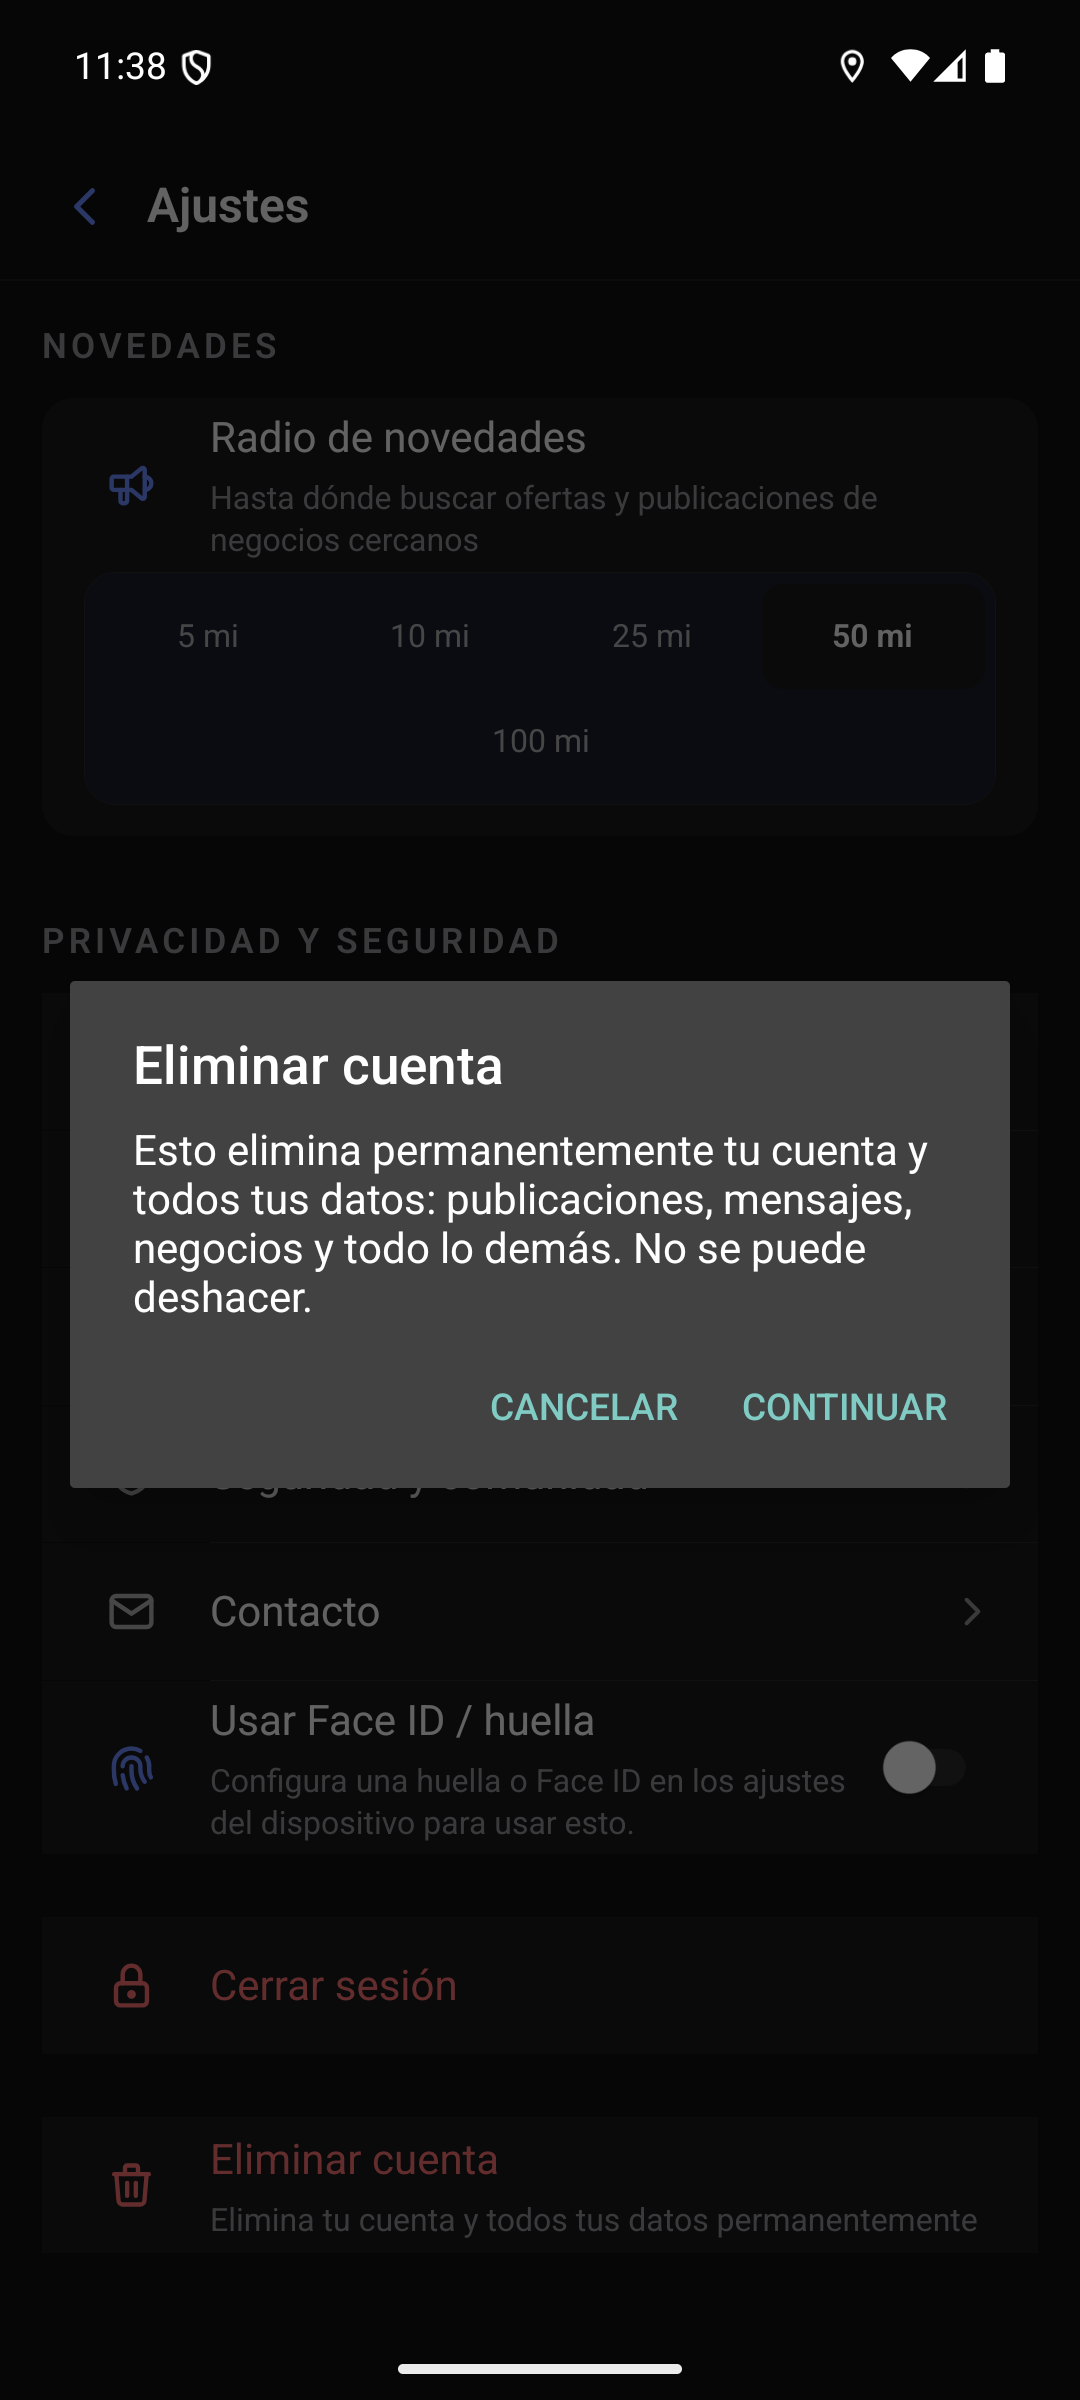 11:38
Ajustes
NOVEDADES
Radio de novedades
Hasta dónde buscar ofertas y publicaciones de
negocios cercanos
5 mi
10 mi
25 mi
50 mi
100 mi
PRIVACIDAD Y SEGURIDAD
Eliminar cuenta
Esto elimina permanentemente tu cuenta y
todos tus datos: publicaciones, mensajes,
negocios y todo lo demás. No se puede
deshacer.
CANCELAR
CONTINUAR
Contacto
Usar Face ID / huella
Configura una huella o Face ID en los ajustes
del dispositivo para usar esto.
Cerrar sesión
Eliminar cuenta
Elimina tu cuenta y todos tus datos permanentemente